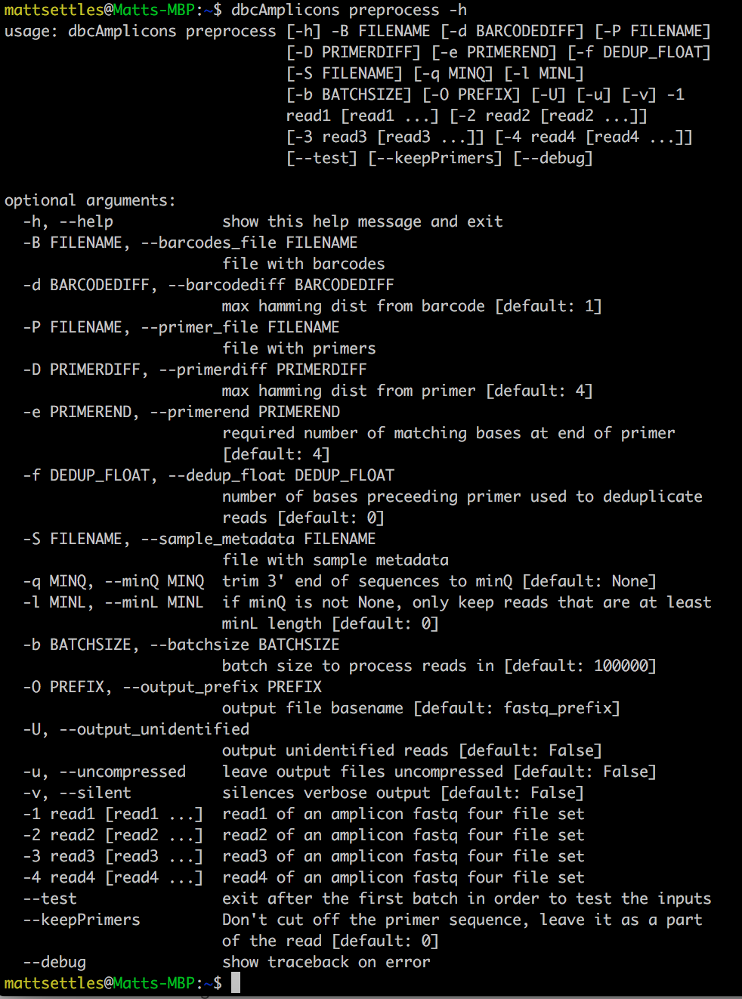 mattsettles@Matts-MBP:~$ dbcAmplicons preprocess -h
usage: dbcAmplicons preprocess [-h] -B FILENAME [-d BARCODEDIFF] [-P FILENAME]
                               [-D PRIMERDIFF] [-e PRIMEREND] [-f DEDUP_FLOAT]
                               [-S FILENAME] [-q MINQ] [-l MINL]
                               [-b BATCHSIZE] [-O PREFIX] [-U] [-u] [-v] -1
                               read1 [read1 ...] [-2 read2 [read2 ...]]
                               [-3 read3 [read3 ...]] [-4 read4 [read4 ...]]
                               [--test] [--keepPrimers] [--debug]

optional arguments:
  -h, --help            show this help message and exit
  -B FILENAME, --barcodes_file FILENAME
                        file with barcodes
  -d BARCODEDIFF, --barcodediff BARCODEDIFF
                        max hamming dist from barcode [default: 1]
  -P FILENAME, --primer_file FILENAME
                        file with primers
  -D PRIMERDIFF, --primerdiff PRIMERDIFF
                        max hamming dist from primer [default: 4]
  -e PRIMEREND, --primerend PRIMEREND
                        required number of matching bases at end of primer
                        [default: 4]
  -f DEDUP_FLOAT, --dedup_float DEDUP_FLOAT
                        number of bases preceeding primer used to deduplicate
                        reads [default: 0]
  -S FILENAME, --sample_metadata FILENAME
                        file with sample metadata
  -q MINQ, --minQ MINQ  trim 3' end of sequences to minQ [default: None]
  -l MINL, --minL MINL  if minQ is not None, only keep reads that are at least
                        minL length [default: 0]
  -b BATCHSIZE, --batchsize BATCHSIZE
                        batch size to process reads in [default: 100000]
  -O PREFIX, --output_prefix PREFIX
                        output file basename [default: fastq_prefix]
  -U, --output_unidentified
                        output unidentified reads [default: False]
  -u, --uncompressed    leave output files uncompressed [default: False]
  -v, --silent          silences verbose output [default: False]
  -1 read1 [read1 ...]  read1 of an amplicon fastq four file set
  -2 read2 [read2 ...]  read2 of an amplicon fastq four file set
  -3 read3 [read3 ...]  read3 of an amplicon fastq four file set
  -4 read4 [read4 ...]  read4 of an amplicon fastq four file set
  --test                exit after the first batch in order to test the inputs
  --keepPrimers         Don't cut off the primer sequence, leave it as a part
                        of the read [default: 0]
  --debug               show traceback on error
mattsettles@Matts-MBP:~$